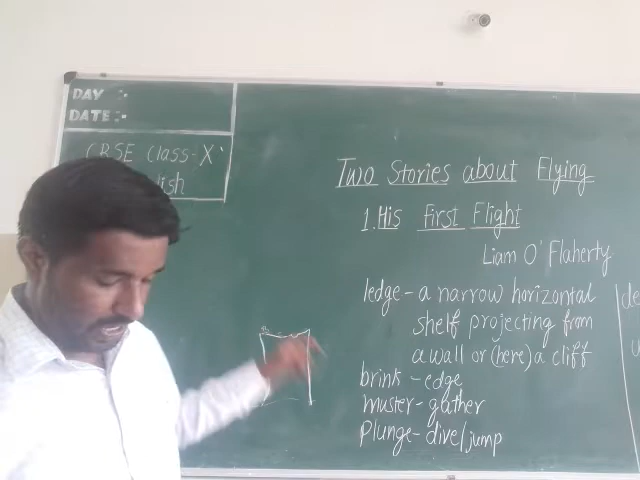 DAY :-
DATE :-
CBSE Class-X
Two Stories about Flying
1. His First Flight
Liam O'Flaherty
ledge - a narrow horizontal
shelf projecting from
a wall or (here) a cliff
brink - edge
muster - gather
Plunge - dive/jump